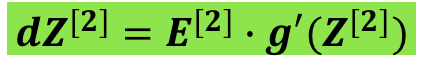 dZ^[2] = E^[2] · g′(Z^[2])